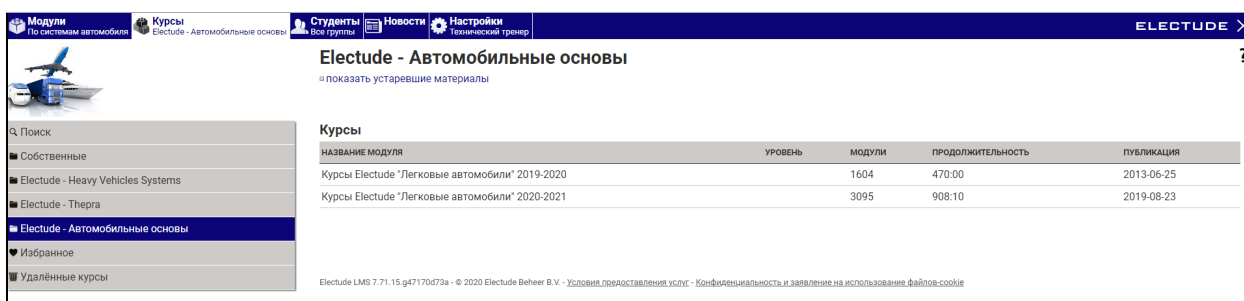 Модули
По системам автомобиля
Курсы
Electude - Автомобильные основы
Студенты
Все группы
Новости
Настройки
Технический тренер
ELECTUDE
Electude - Автомобильные основы
показать устаревшие материалы
Поиск
Собственные
Electude - Heavy Vehicles Systems
Electude - Thepra
Electude - Автомобильные основы
Избранное
Удалённые курсы
Курсы
НАЗВАНИЕ МОДУЛЯ УРОВЕНЬ МОДУЛИ ПРОДОЛЖИТЕЛЬНОСТЬ ПУБЛИКАЦИЯ
Курсы Electude "Легковые автомобили" 2019-2020 1604 470:00 2013-06-25
Курсы Electude "Легковые автомобили" 2020-2021 3095 908:10 2019-08-23
Electude LMS 7.71.15.g47170d73a - © 2020 Electude Beheer B.V. - Условия предоставления услуг - Конфиденциальность и заявление на использование файлов-cookie